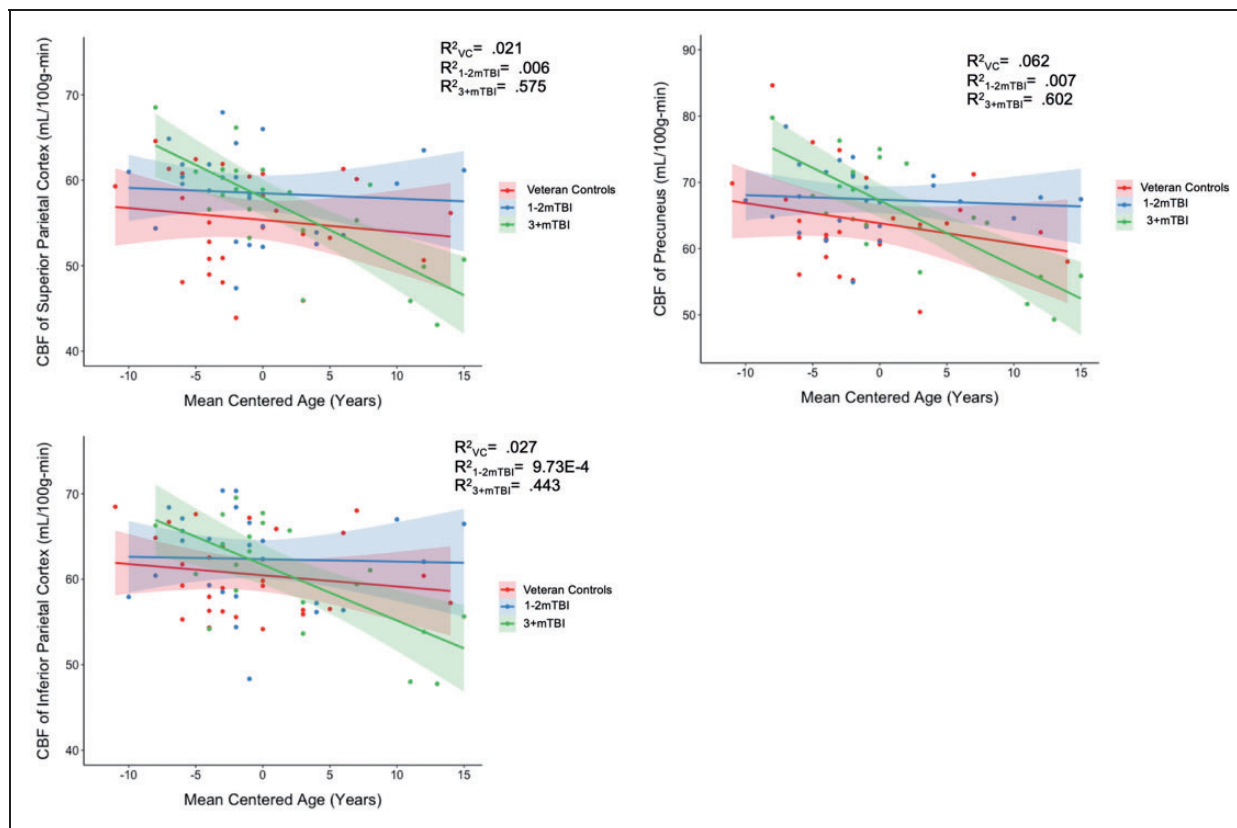 R²VC= .021
R²1-2mTBI= .006
R²3+mTBI= .575
CBF of Superior Parietal Cortex (mL/100g-min)
70
60
50
40
-10 -5 0 5 10 15
Mean Centered Age (Years)
Veteran Controls
1-2mTBI
3+mTBI
R²VC= .062
R²1-2mTBI= .007
R²3+mTBI= .602
CBF of Precuneus (mL/100g-min)
90
80
70
60
50
-10 -5 0 5 10 15
Mean Centered Age (Years)
Veteran Controls
1-2mTBI
3+mTBI
R²VC= .027
R²1-2mTBI= 9.73E-4
R²3+mTBI= .443
CBF of Inferior Parietal Cortex (mL/100g-min)
70
60
50
40
-10 -5 0 5 10 15
Mean Centered Age (Years)
Veteran Controls
1-2mTBI
3+mTBI